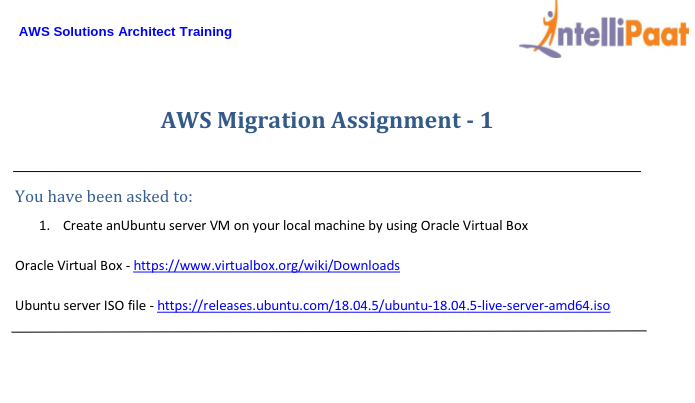 AWS Solutions Architect Training
IntelliPaat
AWS Migration Assignment - 1
You have been asked to:
1. Create anUbuntu server VM on your local machine by using Oracle Virtual Box
Oracle Virtual Box - https://www.virtualbox.org/wiki/Downloads
Ubuntu server ISO file - https://releases.ubuntu.com/18.04.5/ubuntu-18.04.5-live-server-amd64.iso